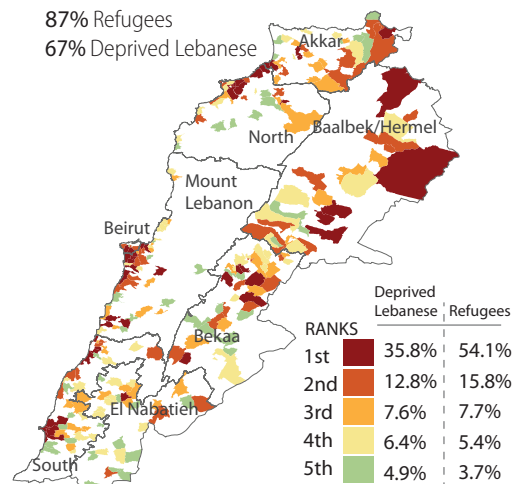 87% Refugees
67% Deprived Lebanese
Akkar
North
Baalbek/Hermel
Mount
Lebanon
Beirut
Bekaa
El Nabatieh
South
Deprived
Lebanese Refugees
RANKS
1st 35.8% 54.1%
2nd 12.8% 15.8%
3rd 7.6% 7.7%
4th 6.4% 5.4%
5th 4.9% 3.7%